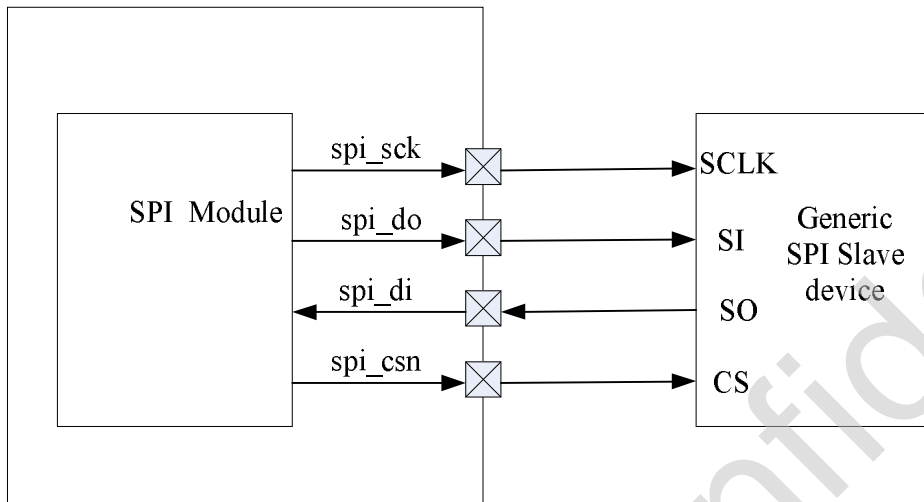 spi_sck
SCLK
SPI Module
spi_do
SI
Generic
SPI Slave
device
spi_di
SO
spi_csn
CS